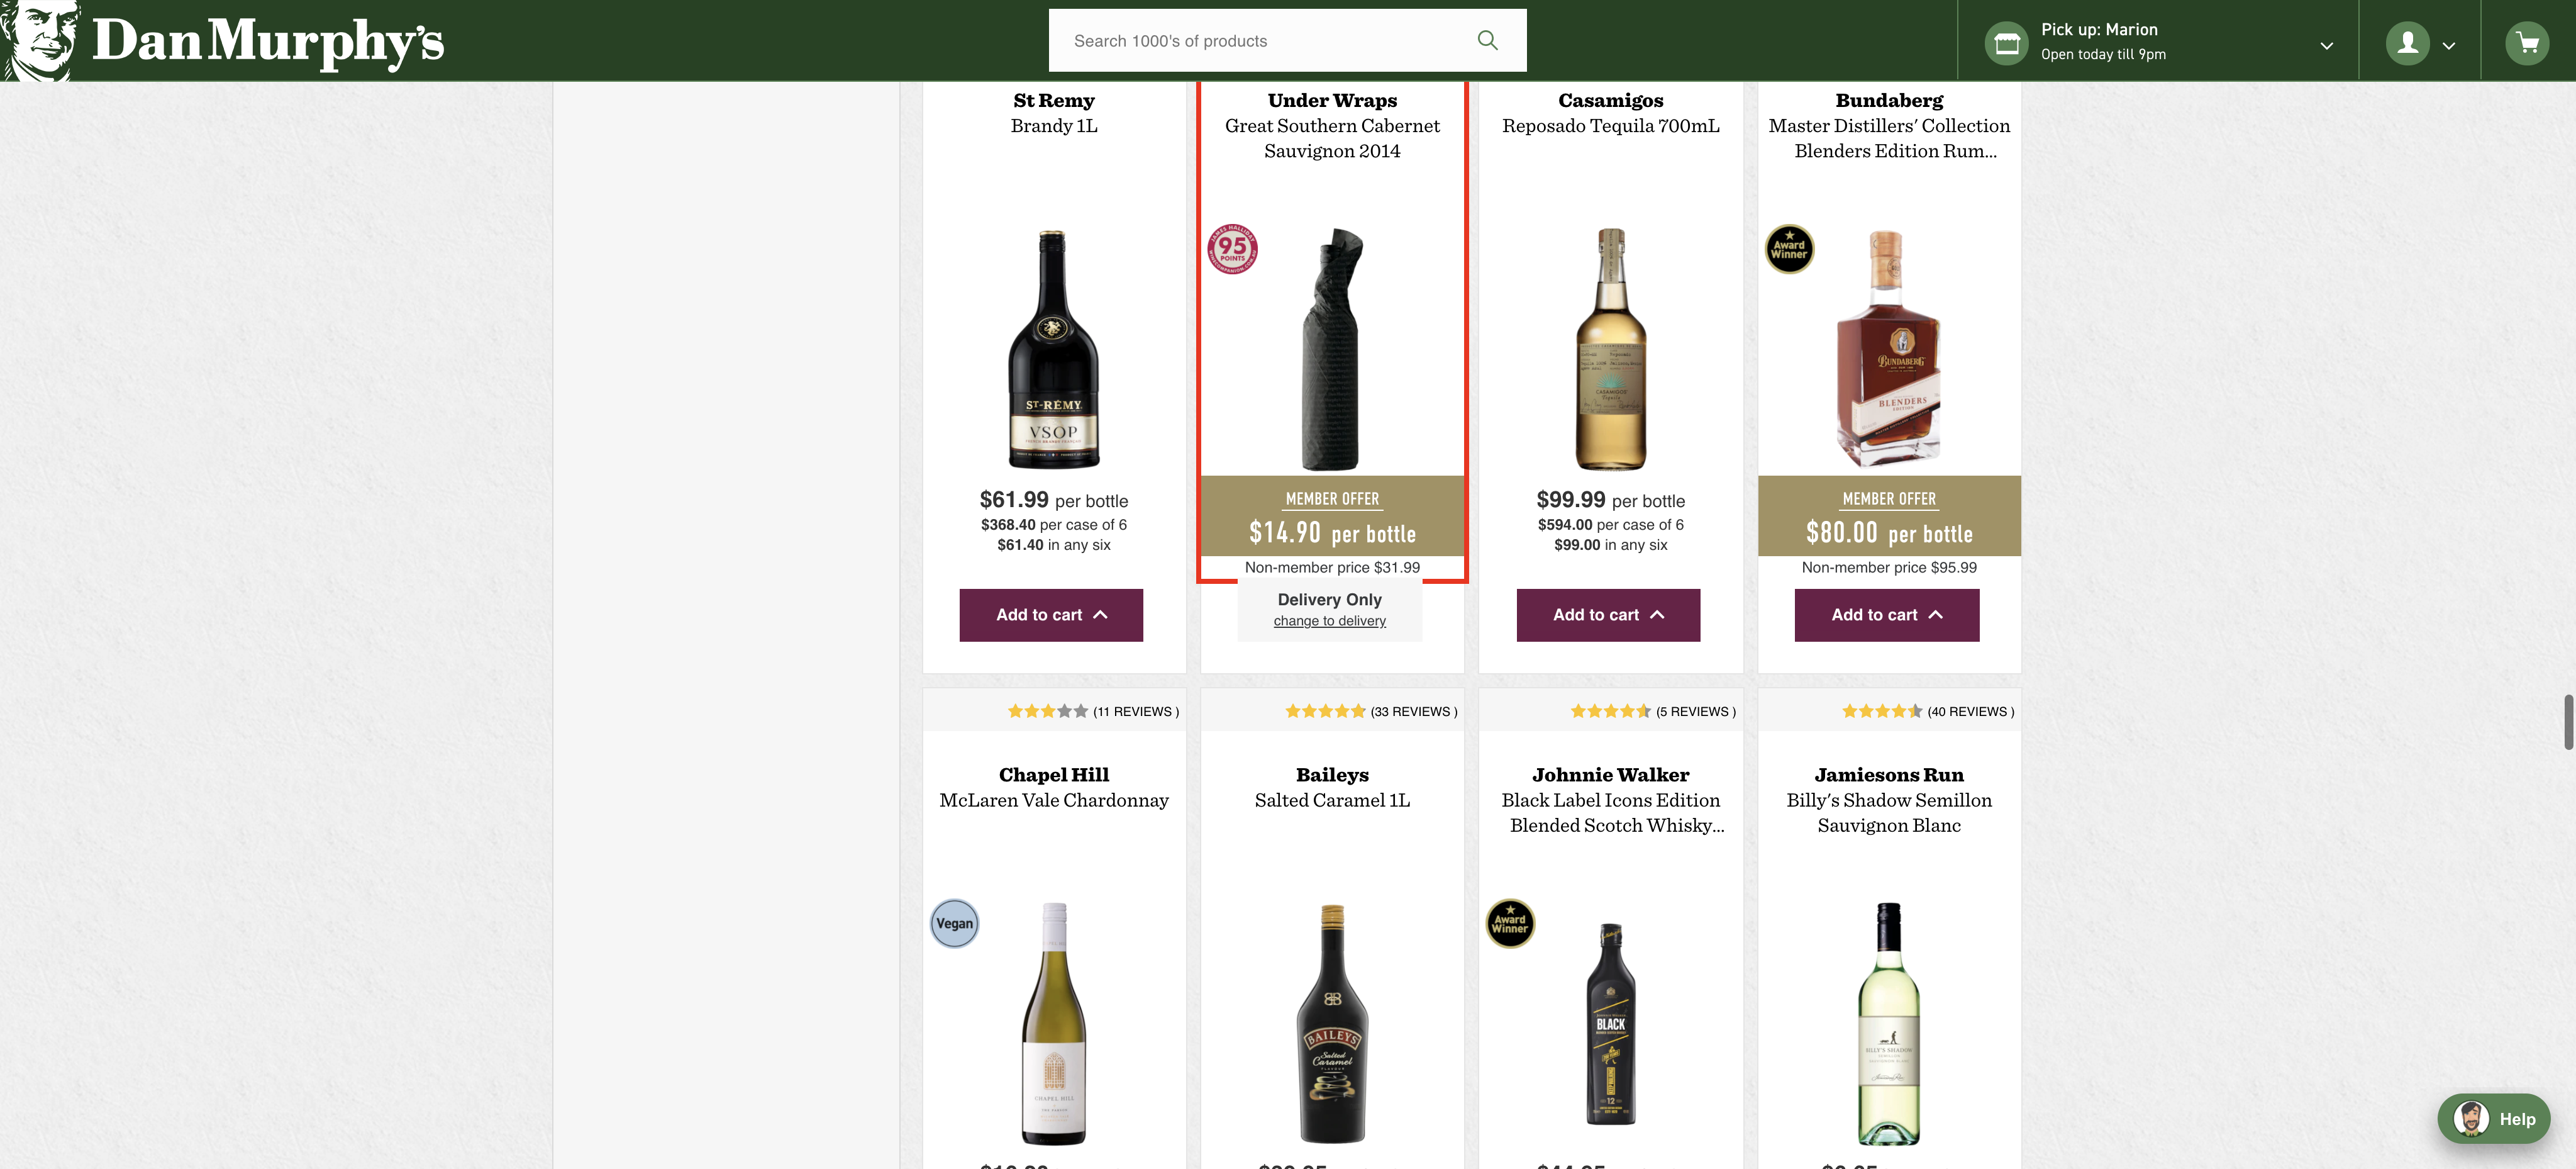 Dan Murphy's
Search 1000's of products
Pick up: Marion
Open today till 9pm
St Remy
Brandy 1L
ST-RÉMY
VSOP
$61.99 per bottle
$368.40 per case of 6
$61.40 in any six
Add to cart
Under Wraps
Great Southern Cabernet
Sauvignon 2014
JAMES HALLIDAY
95
POINTS
MEMBER OFFER
$14.90 per bottle
Non-member price $31.99
Delivery Only
change to delivery
Casamigos
Reposado Tequila 700mL
CASAMIGOS
Tequila
$99.99 per bottle
$594.00 per case of 6
$99.00 in any six
Add to cart
Bundaberg
Master Distillers' Collection
Blenders Edition Rum...
Award
Winner
BUNDABERG
BLENDERS
EDITION
MEMBER OFFER
$80.00 per bottle
Non-member price $95.99
Add to cart
(11 REVIEWS )
Chapel Hill
McLaren Vale Chardonnay
Vegan
CHAPEL HILL
(33 REVIEWS )
Baileys
Salted Caramel 1L
BAILEYS
Salted
Caramel
(5 REVIEWS )
Johnnie Walker
Black Label Icons Edition
Blended Scotch Whisky...
Award
Winner
BLACK
12
(40 REVIEWS )
Jamiesons Run
Billy's Shadow Semillon
Sauvignon Blanc
BILLY'S SHADOW
Help